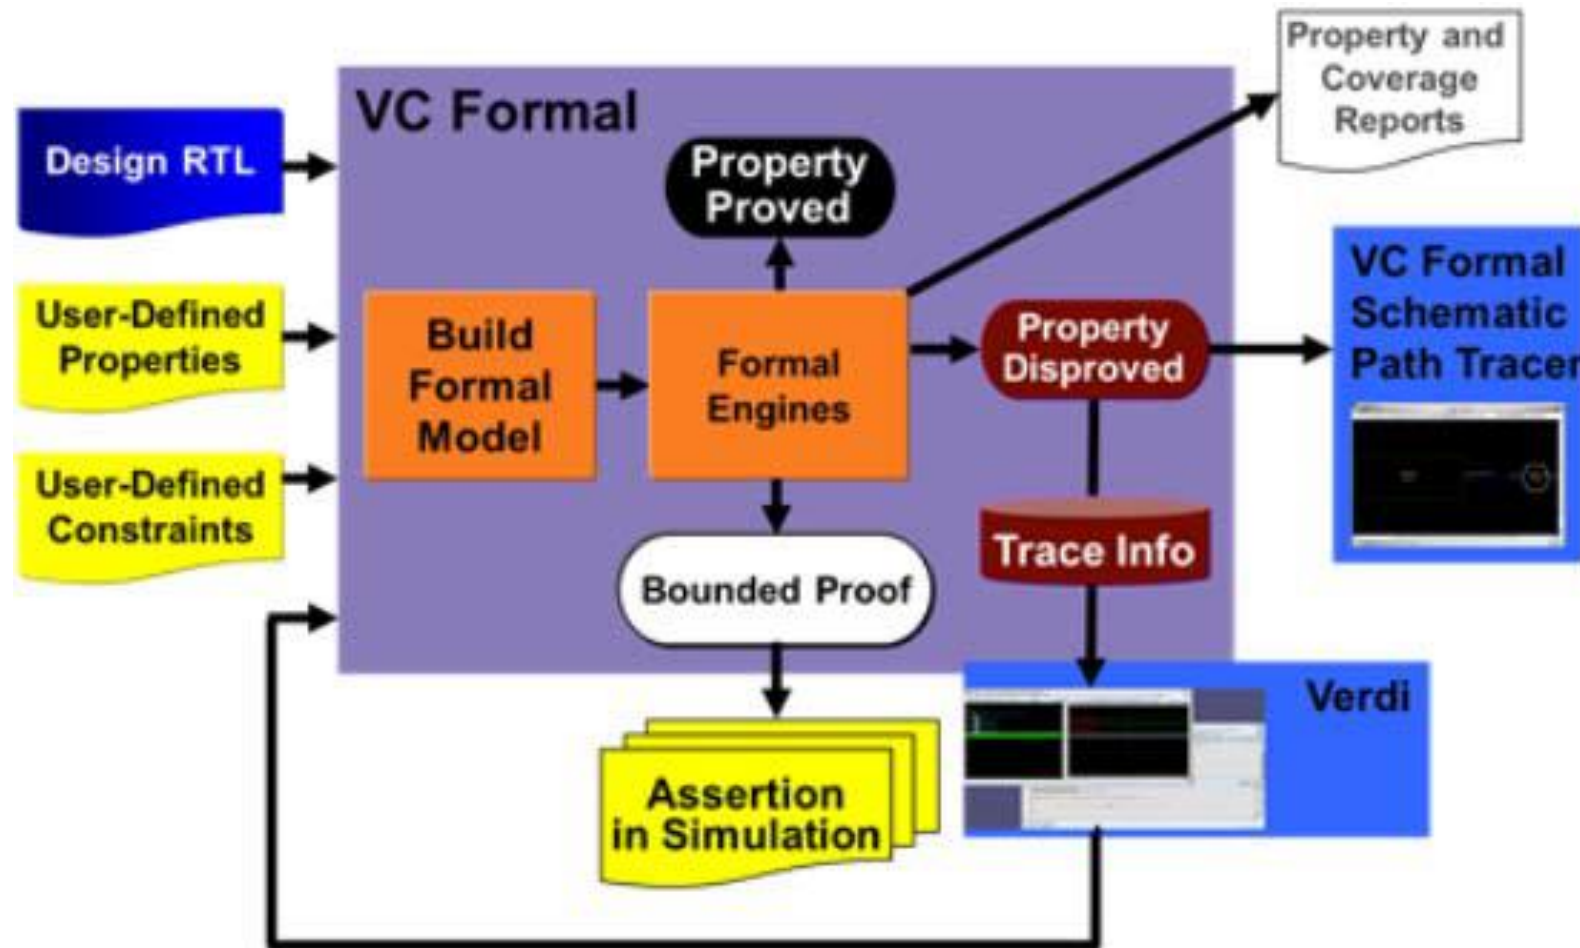 Property and
Coverage
Reports
VC Formal
Design RTL
Property
Proved
User-Defined
Properties
Build
Formal
Model
Formal
Engines
Property
Disproved
VC Formal
Schematic
Path Tracer
User-Defined
Constraints
Trace Info
Bounded Proof
Verdi
Assertion
in Simulation